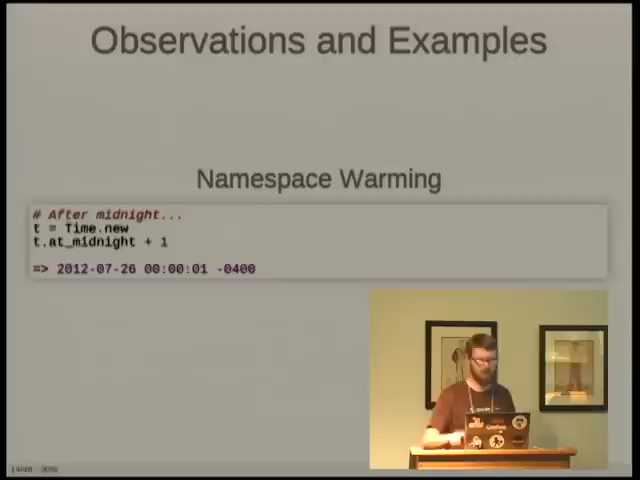 Observations and Examples
Namespace Warming
# After midnight...
t = Time.new
t.at_midnight + 1
=> 2012-07-26 00:00:01 -0400